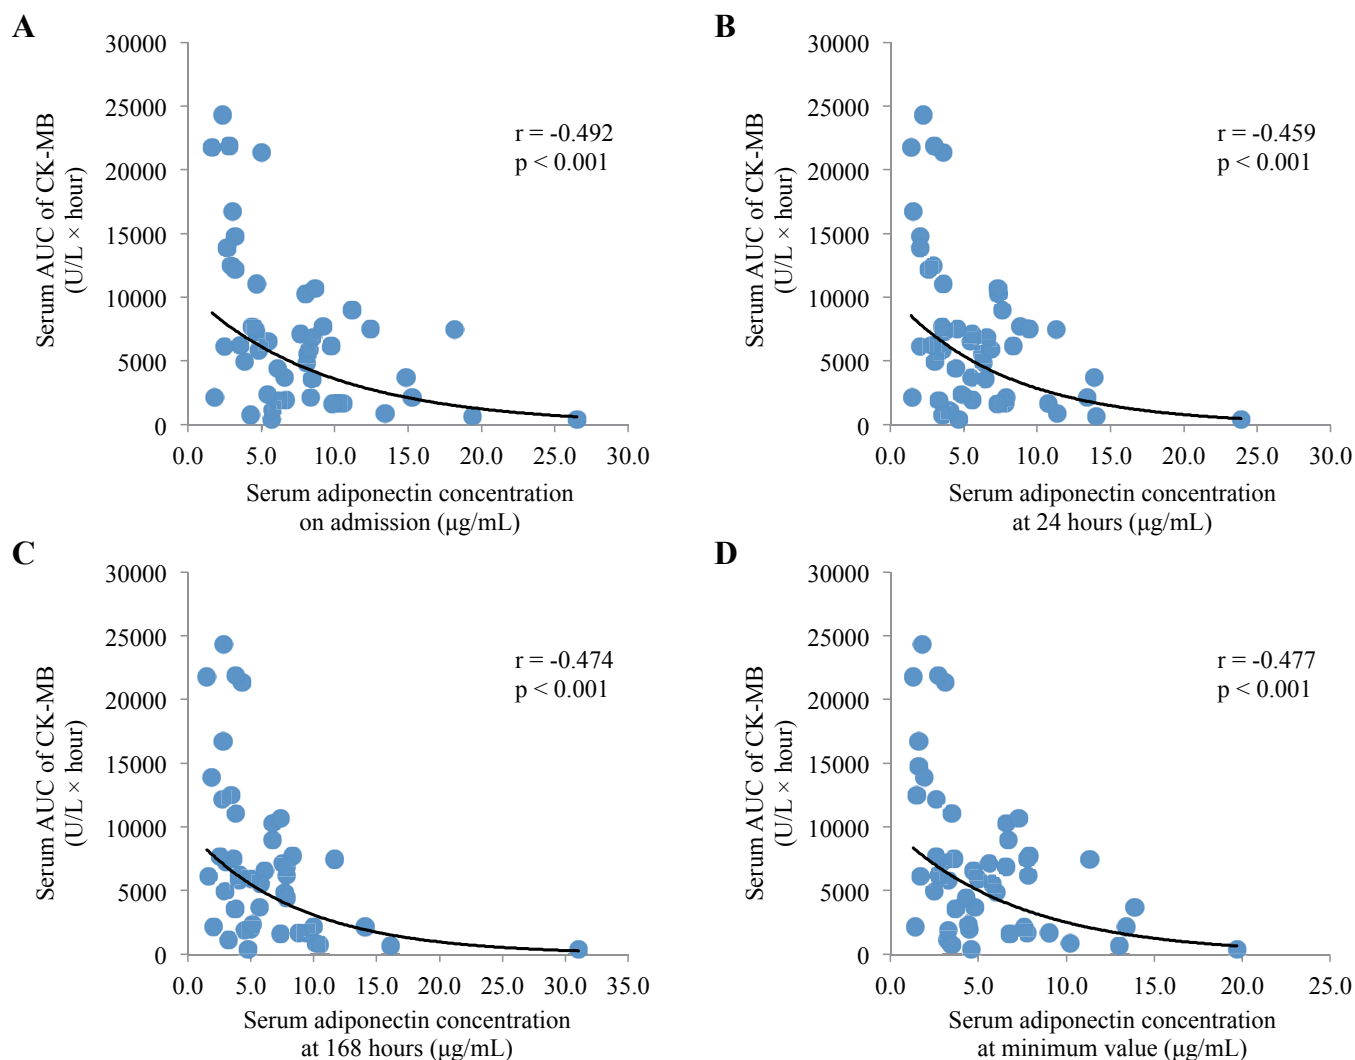 A
Serum AUC of CK-MB
(U/L × hour)
30000
25000
20000
15000
10000
5000
0
r = -0.492
p < 0.001
0.0 5.0 10.0 15.0 20.0 25.0 30.0
Serum adiponectin concentration
on admission (μg/mL)
B
Serum AUC of CK-MB
(U/L × hour)
30000
25000
20000
15000
10000
5000
0
r = -0.459
p < 0.001
0.0 5.0 10.0 15.0 20.0 25.0 30.0
Serum adiponectin concentration
at 24 hours (μg/mL)
C
Serum AUC of CK-MB
(U/L × hour)
30000
25000
20000
15000
10000
5000
0
r = -0.474
p < 0.001
0.0 5.0 10.0 15.0 20.0 25.0 30.0 35.0
Serum adiponectin concentration
at 168 hours (μg/mL)
D
Serum AUC of CK-MB
(U/L × hour)
30000
25000
20000
15000
10000
5000
0
r = -0.477
p < 0.001
0.0 5.0 10.0 15.0 20.0 25.0
Serum adiponectin concentration
at minimum value (μg/mL)